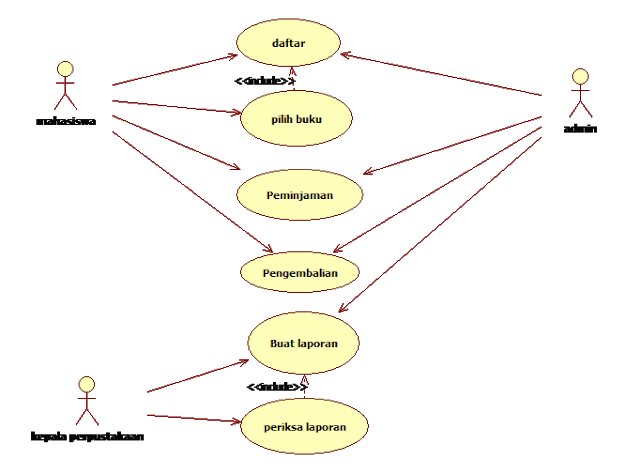 daftar
<<include>>
mahasiswa
admin
pilih buku
Peminjaman
Pengembalian
Buat laporan
<<include>>
kepala perpustakaan
periksa laporan